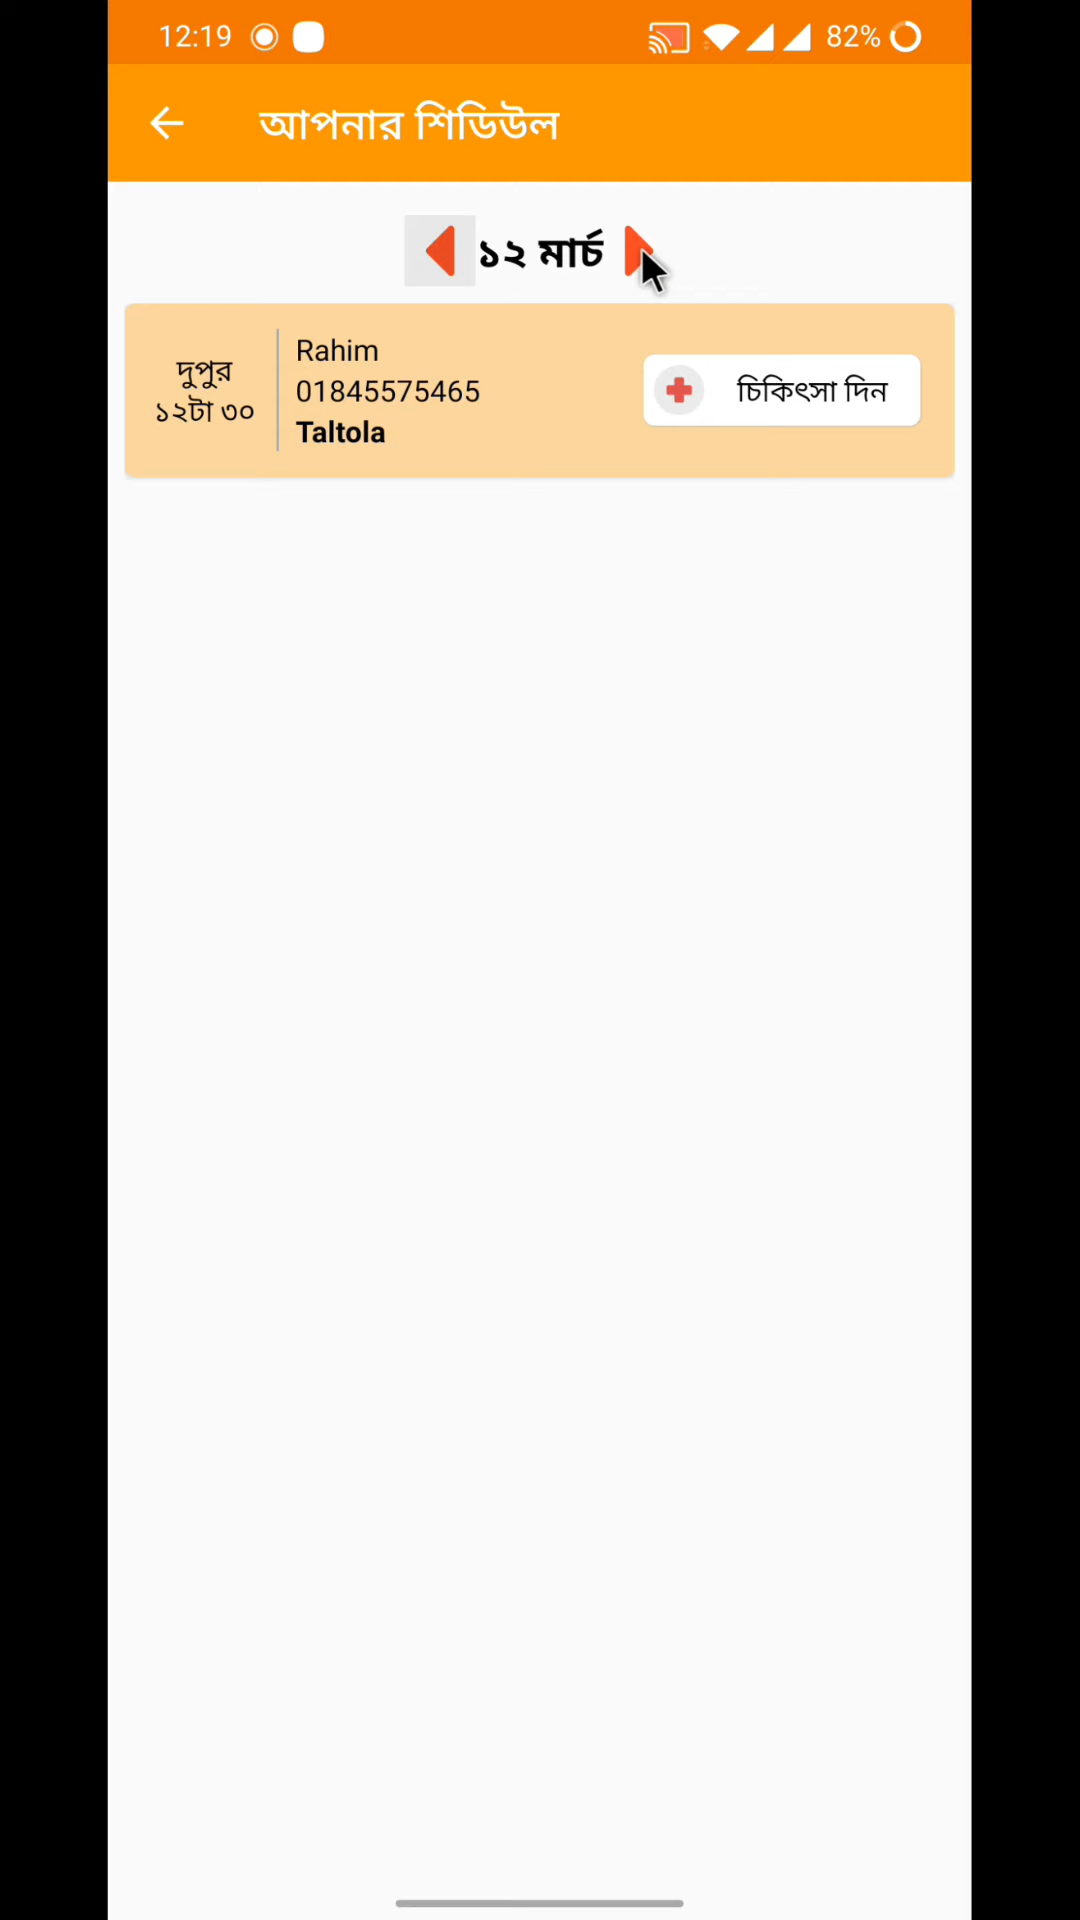 12:19 82%
আপনার শিডিউল
১২ মার্চ
দুপুর
১২টা ৩০
Rahim
01845575465
Taltola
চিকিৎসা দিন